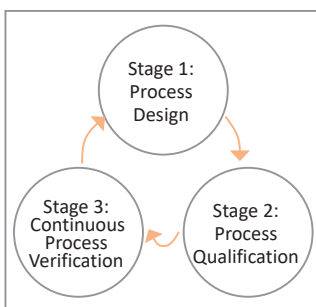 Stage 1:
Process
Design
Stage 2:
Process
Qualification
Stage 3:
Continuous
Process
Verification